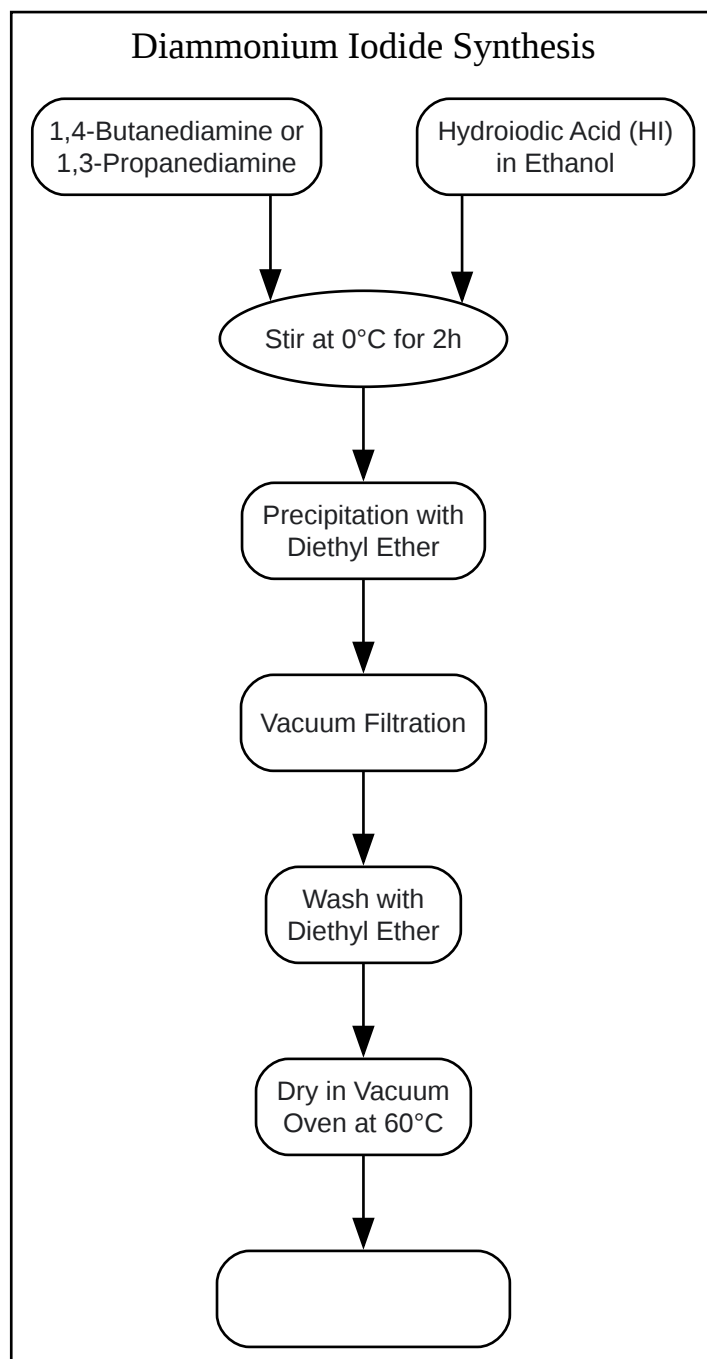 Diammonium Iodide Synthesis
1,4-Butanediamine or
1,3-Propanediamine
Hydroiodic Acid (HI)
in Ethanol
Stir at 0°C for 2h
Precipitation with
Diethyl Ether
Vacuum Filtration
Wash with
Diethyl Ether
Dry in Vacuum
Oven at 60°C